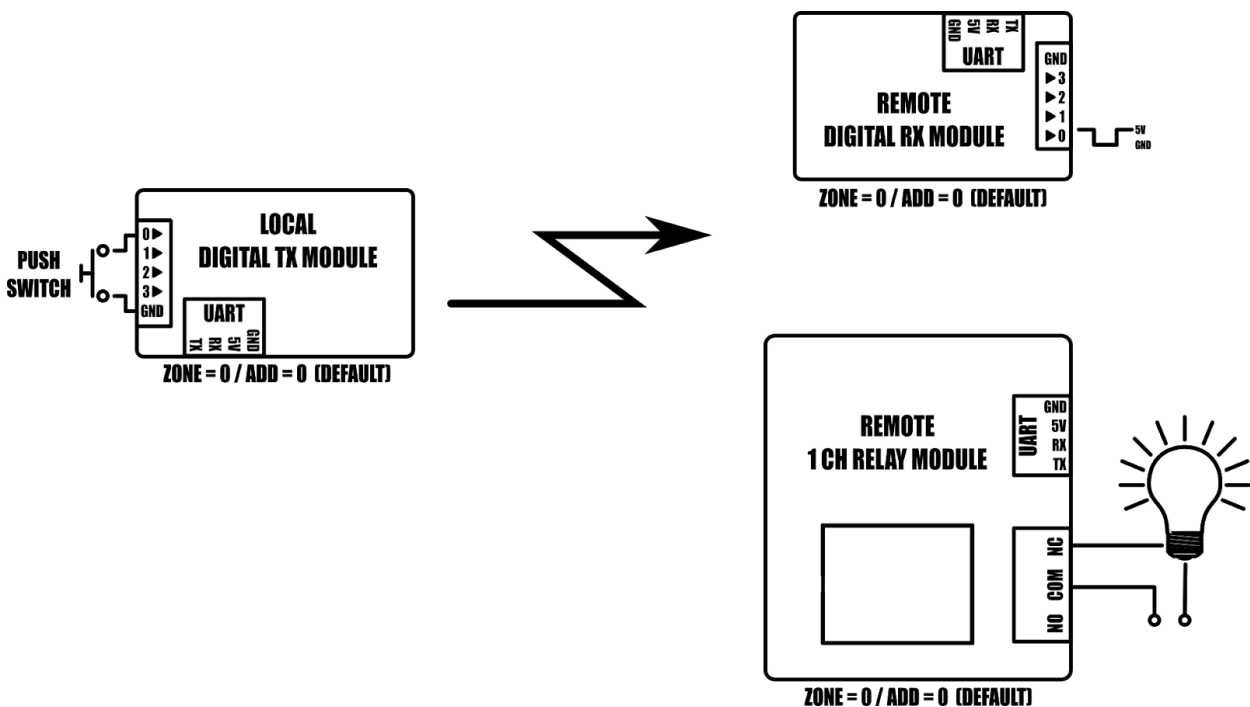 GND
5V
RX
TX
UART
GND
▶3
▶2
▶1
▶0
REMOTE
DIGITAL RX MODULE
5V
GND
ZONE = 0 / ADD = 0 (DEFAULT)
PUSH
SWITCH
0▶
1▶
2▶
3▶
GND
LOCAL
DIGITAL TX MODULE
UART
TX
RX
5V
GND
ZONE = 0 / ADD = 0 (DEFAULT)
REMOTE
1 CH RELAY MODULE
UART
GND
5V
RX
TX
NC
COM
NO
ZONE = 0 / ADD = 0 (DEFAULT)